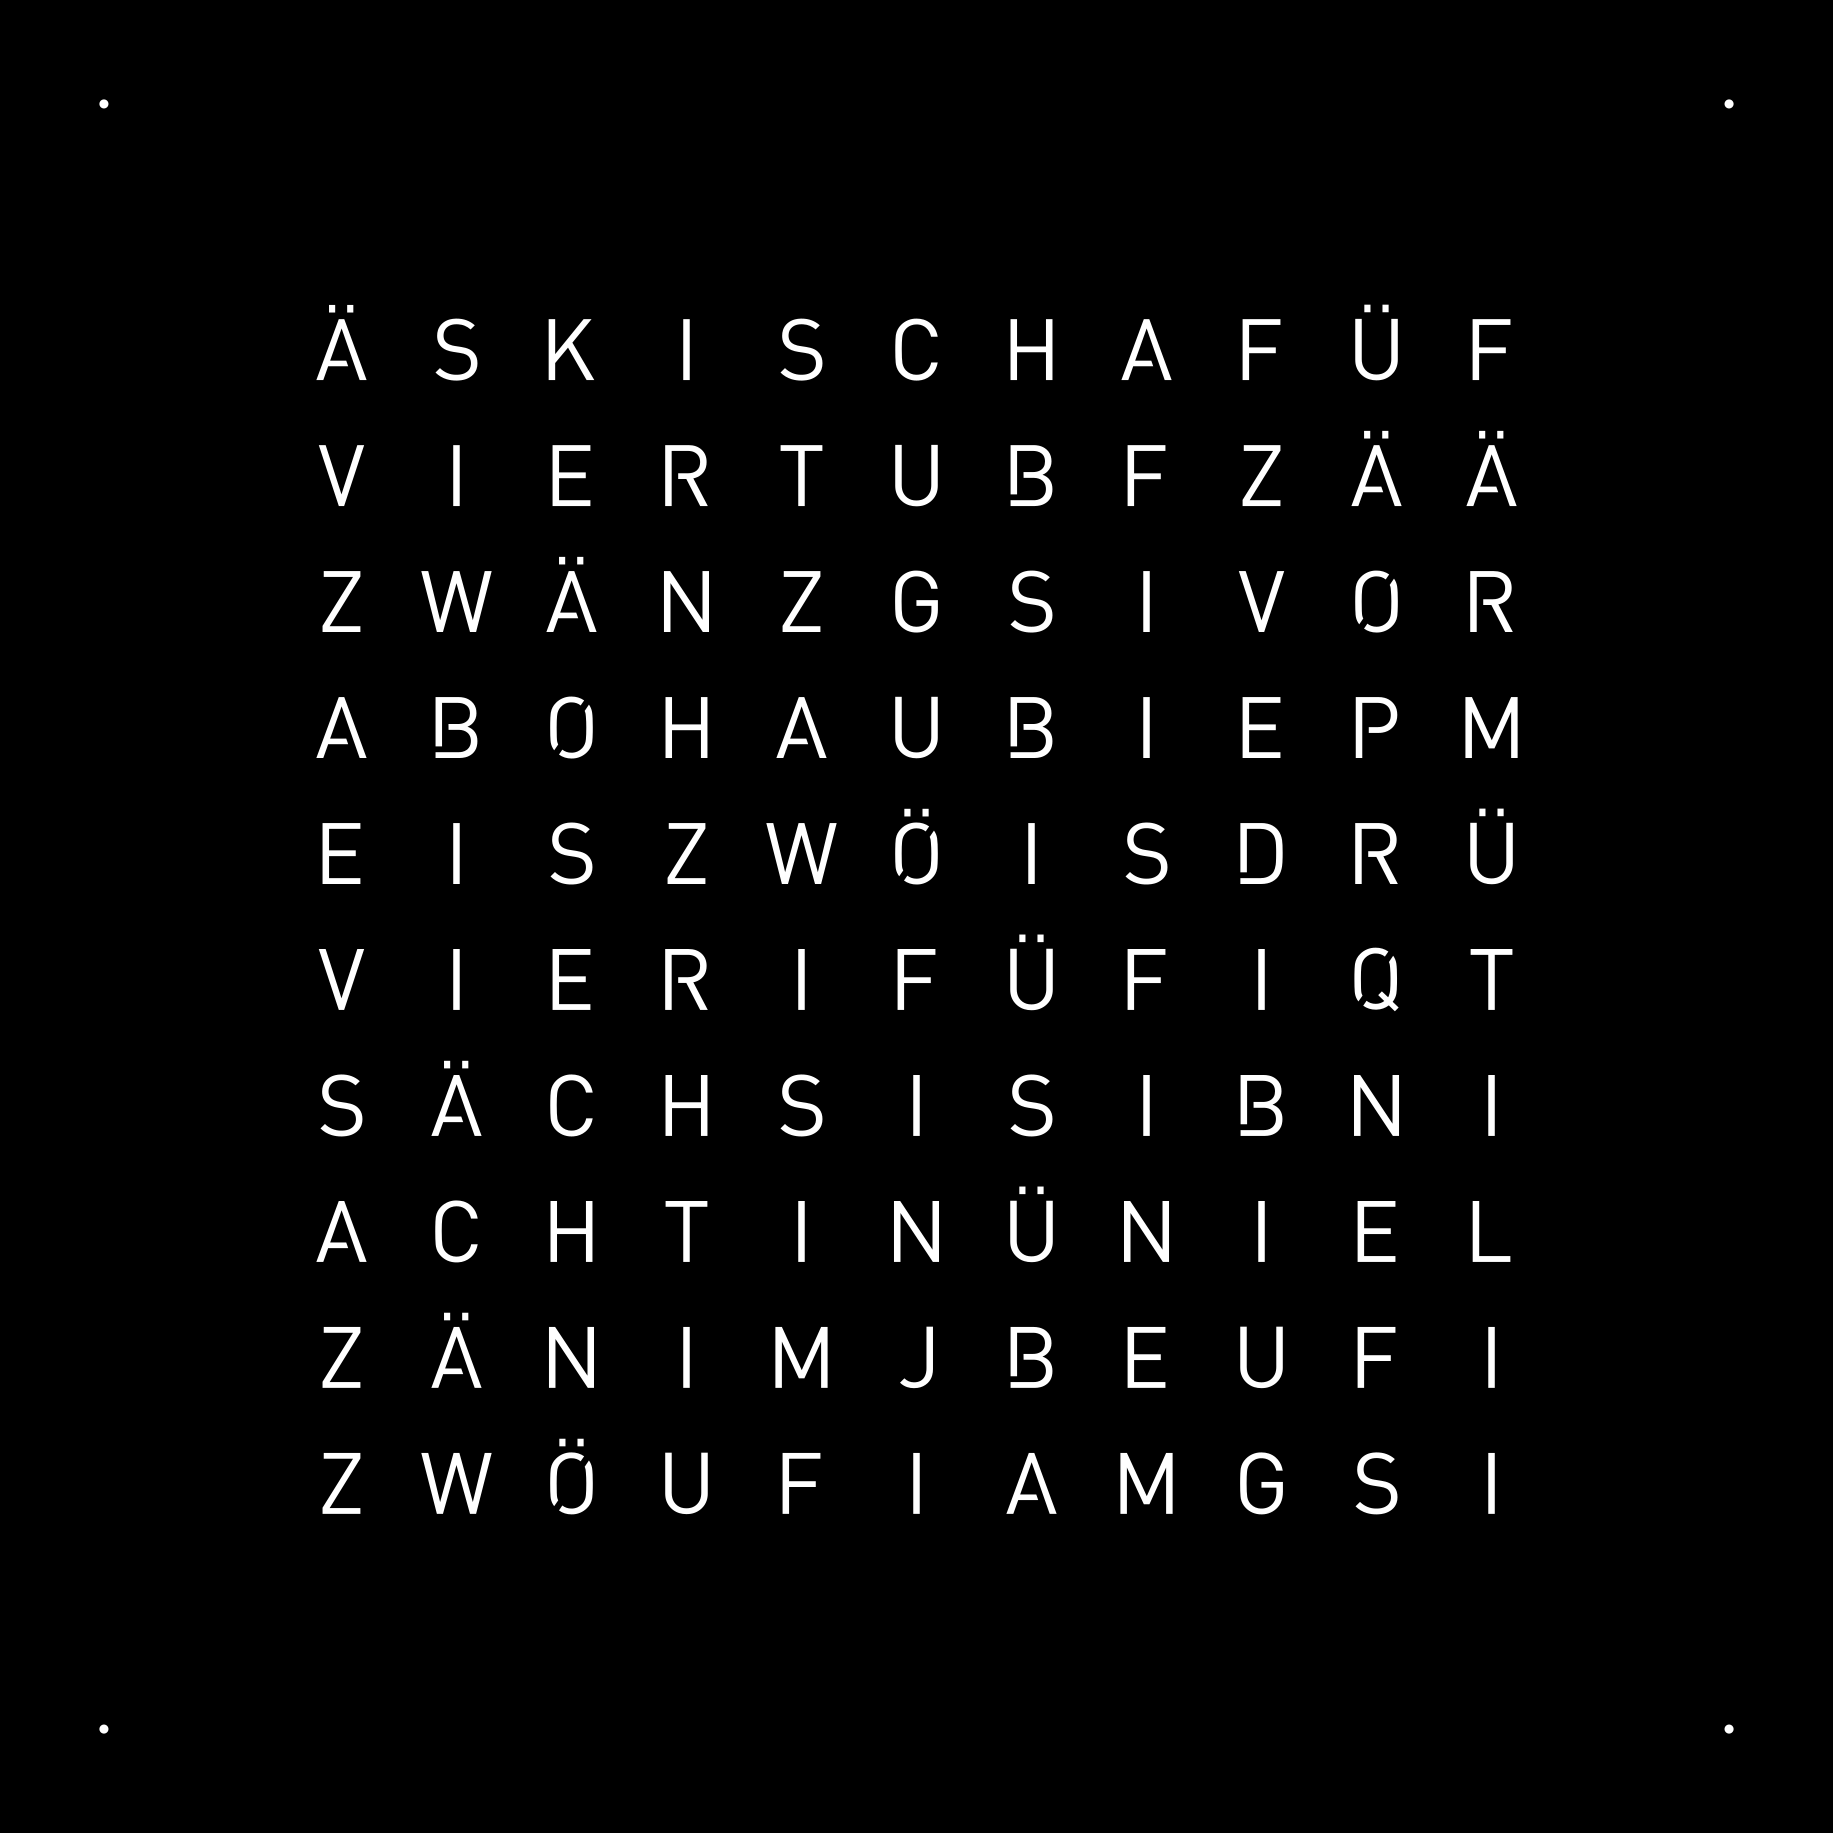 ÄSKISCHAFÜF
VIERTUBFZÄÄ
ZWÄNZGSIVOR
ABOHAUBIEPM
EISZWÖISDRÜ
VIERIFÜFIQT
SÄCHSISIBNI
ACHTINÜNIEL
ZÄNIMJBEUFI
ZWÖUFIAMGSI